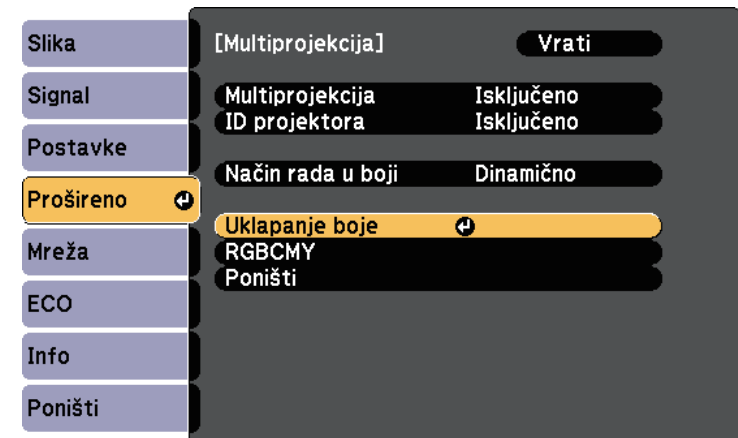 Slika
Signal
Postavke
Prošireno
Mreža
ECO
Info
Poništi
[Multiprojekcija] Vrati
Multiprojekcija Isključeno
ID projektora Isključeno
Način rada u boji Dinamično
Uklapanje boje
RGBCMY
Poništi